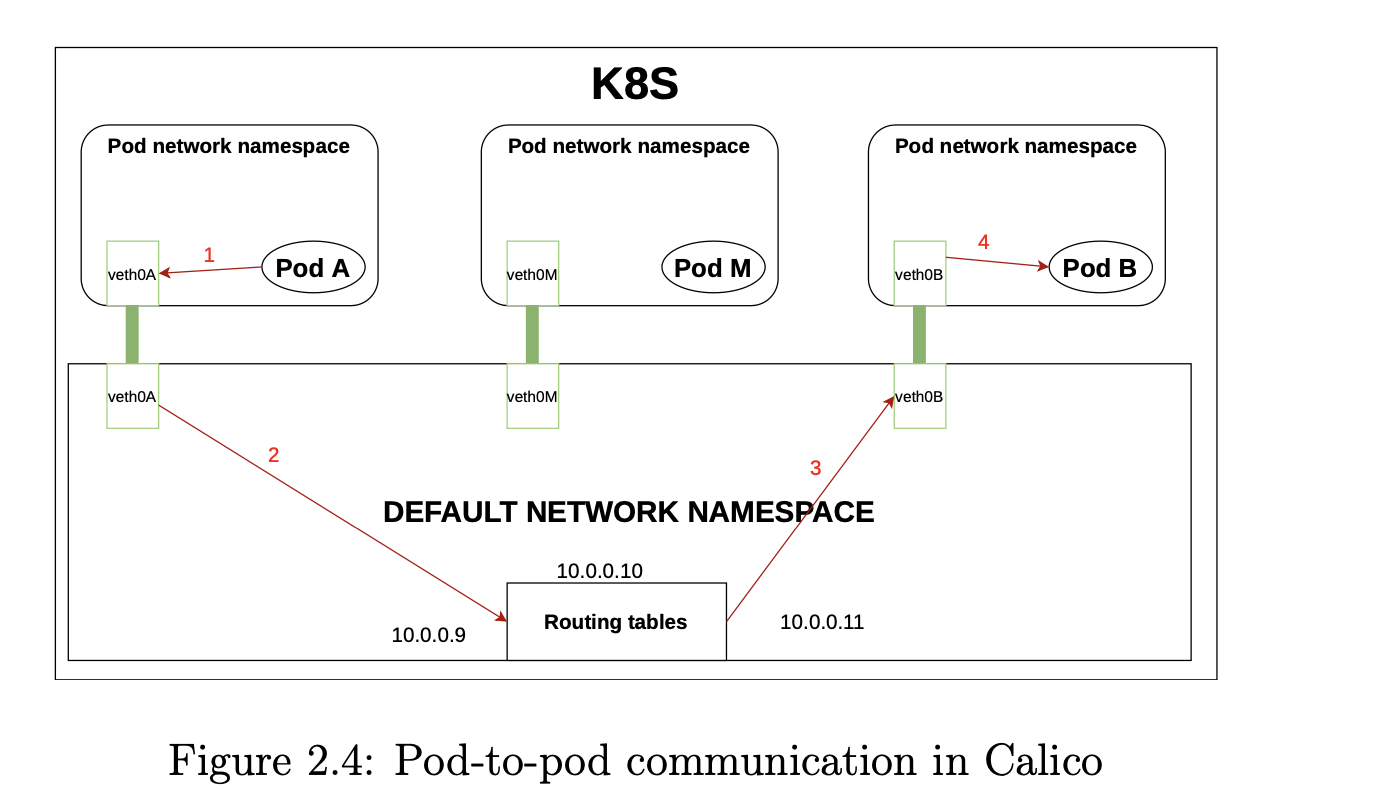 K8S
Pod network namespace
Pod network namespace
Pod network namespace
1
4
veth0A
Pod A
veth0M
Pod M
veth0B
Pod B
veth0A
veth0M
veth0B
2
3
DEFAULT NETWORK NAMESPACE
10.0.0.10
10.0.0.9
Routing tables
10.0.0.11
Figure 2.4: Pod-to-pod communication in Calico